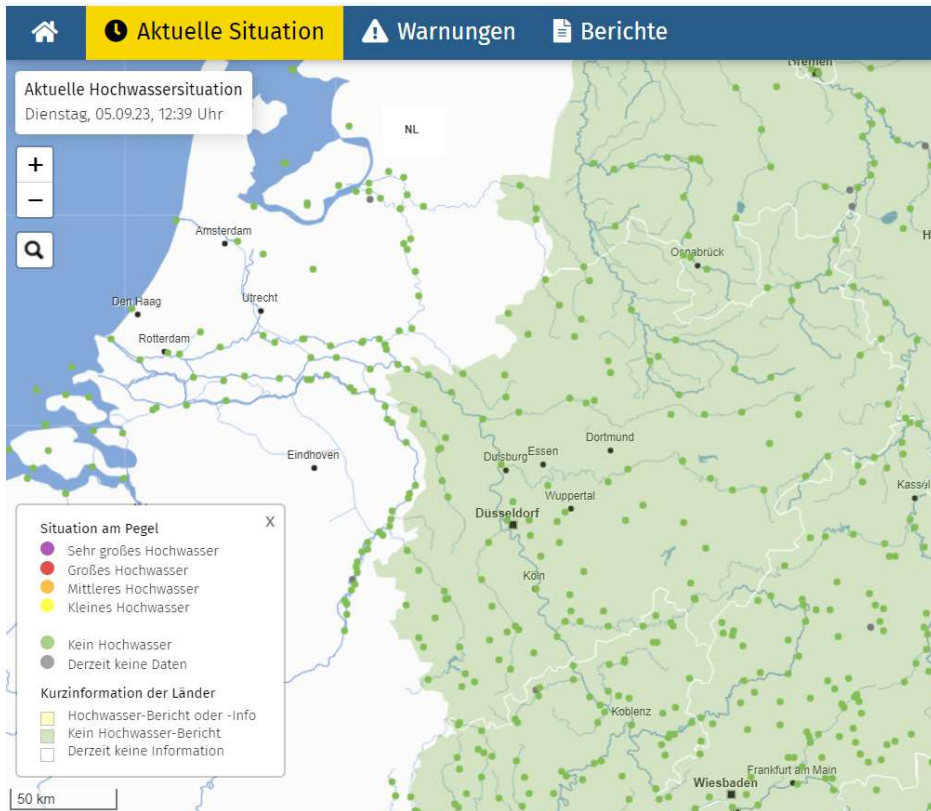 Aktuelle Situation
Warnungen
Berichte
Aktuelle Hochwassersituation
Dienstag, 05.09.23, 12:39 Uhr
Bremen
NL
+
−
Amsterdam
Osnabrück
H
Den Haag
Utrecht
Rotterdam
Dortmund
Eindhoven
Duisburg
Essen
Kassel
Wuppertal
Düsseldorf
Köln
X
Situation am Pegel
Sehr großes Hochwasser
Großes Hochwasser
Mittleres Hochwasser
Kleines Hochwasser
Kein Hochwasser
Derzeit keine Daten
Kurzinformation der Länder
Hochwasser-Bericht oder -Info
Kein Hochwasser-Bericht
Derzeit keine Information
Koblenz
Frankfurt am Main
Wiesbaden
50 km